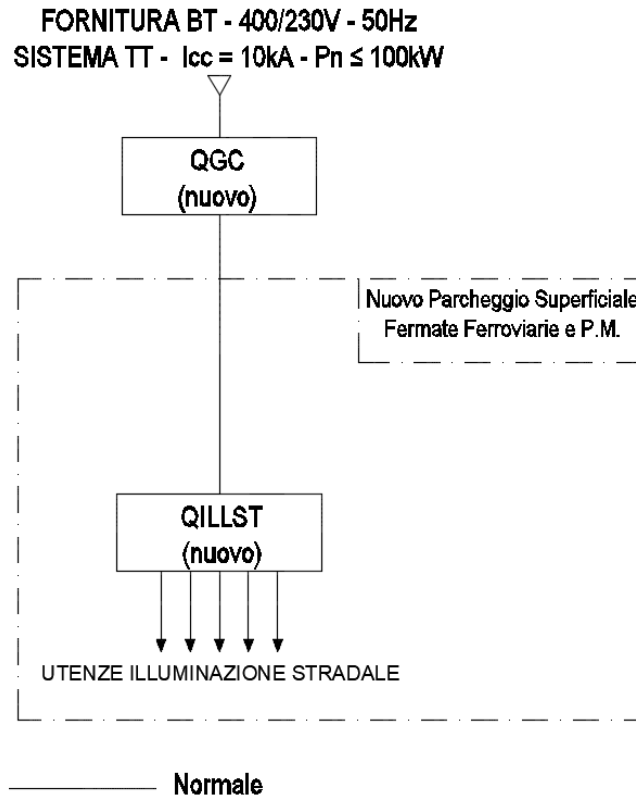 FORNITURA BT - 400/230V - 50Hz
SISTEMA TT - Icc = 10kA - Pn ≤ 100kW
QGC
(nuovo)
Nuovo Parcheggio Superficiale
Fermate Ferroviarie e P.M.
QILLST
(nuovo)
UTENZE ILLUMINAZIONE STRADALE
Normale